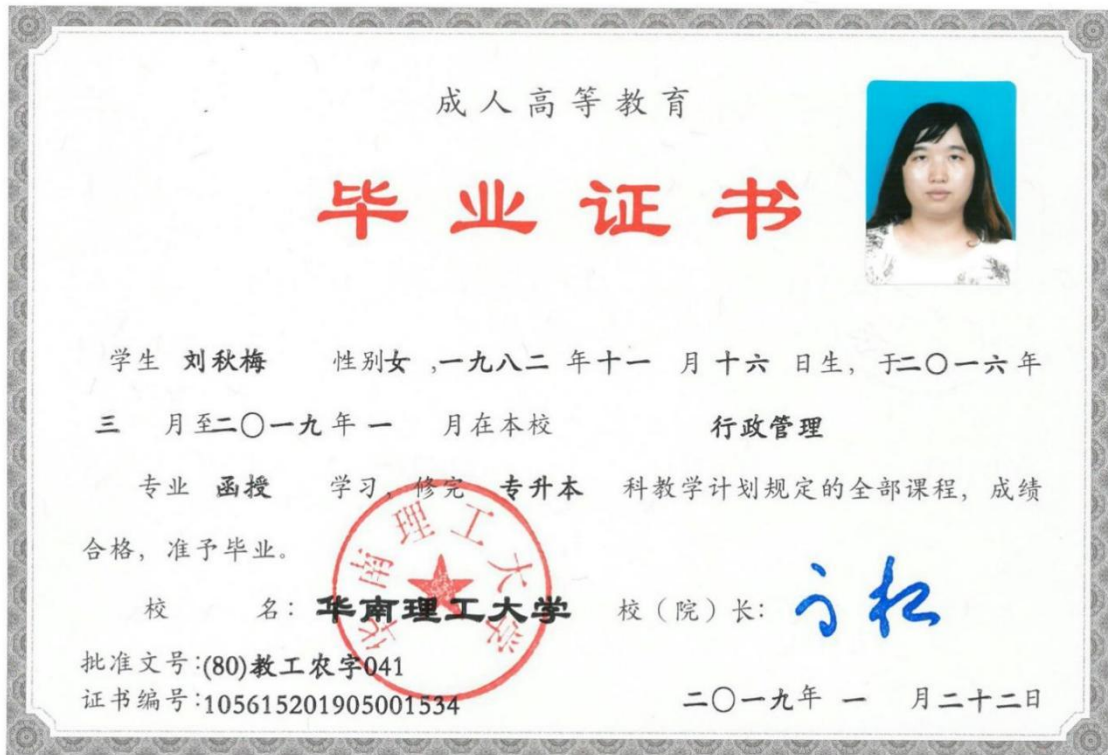 成人高等教育
毕业证书
学生 刘秋梅 性别女,一九八二 年十一 月 十六 日生, 于二〇一六 年
三 月至二〇一九 年 一 月在本校 行政管理
专业 函授 学习, 修完 专升本 科教学计划规定的全部课程, 成绩
合格, 准予毕业。
校 名: 华南理工大学 校(院)长:
华南理工大学
批准文号:(80)教工农字041
证书编号:105615201905001534 二〇一九年 一 月二十二日